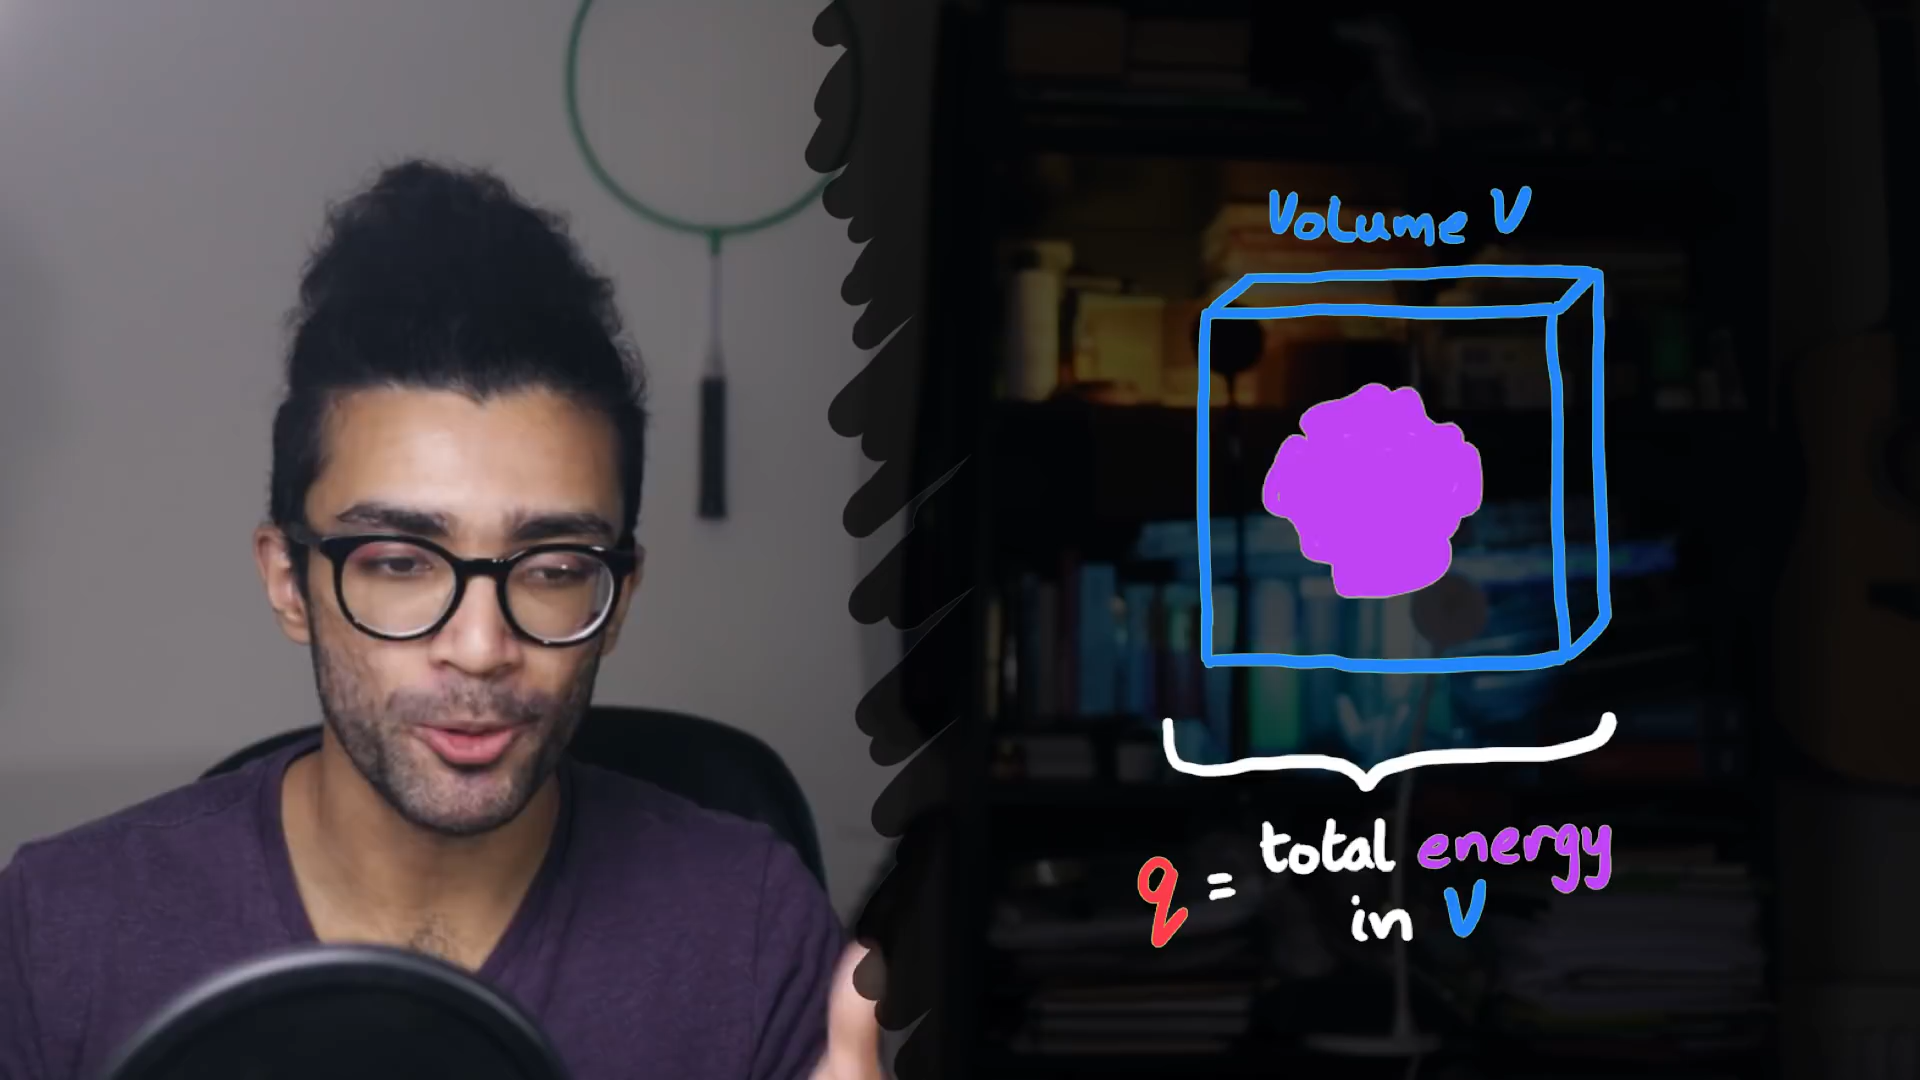 Volume V
q = total energy
in V